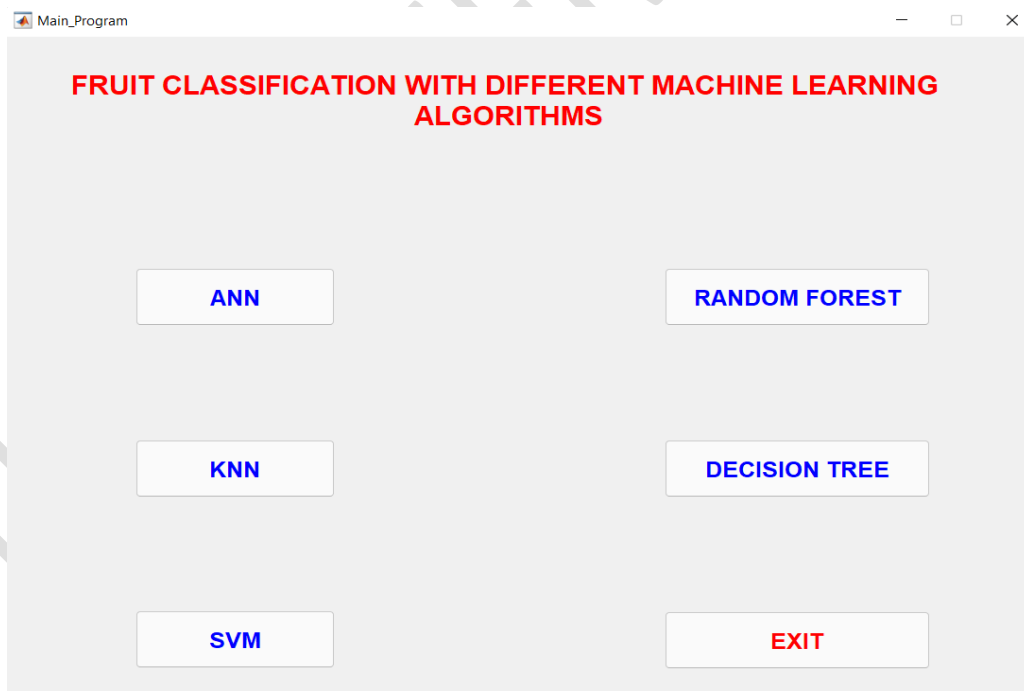 Main_Program
FRUIT CLASSIFICATION WITH DIFFERENT MACHINE LEARNING
ALGORITHMS
ANN
RANDOM FOREST
KNN
DECISION TREE
SVM
EXIT